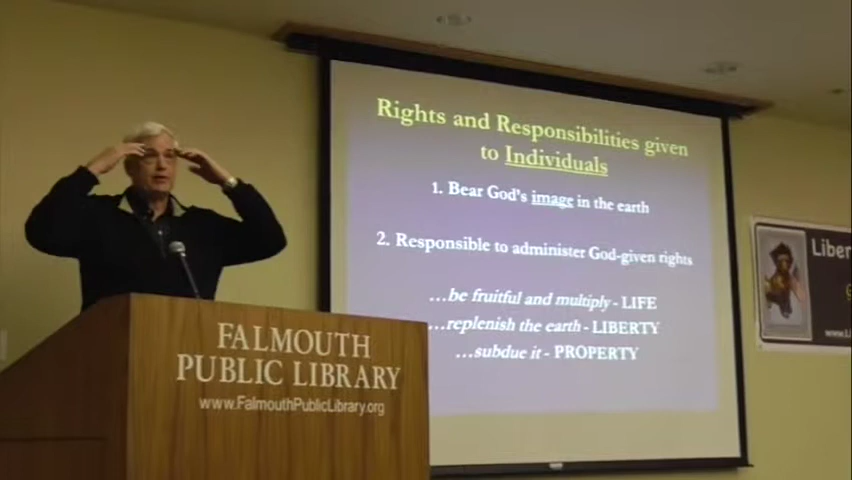 Rights and Responsibilities given
to Individuals
1. Bear God's image in the earth
2. Responsible to administer God-given rights
...be fruitful and multiply - LIFE
...replenish the earth - LIBERTY
...subdue it - PROPERTY
FALMOUTH
PUBLIC LIBRARY
www.FalmouthPublicLibrary.org
Liber
www.L